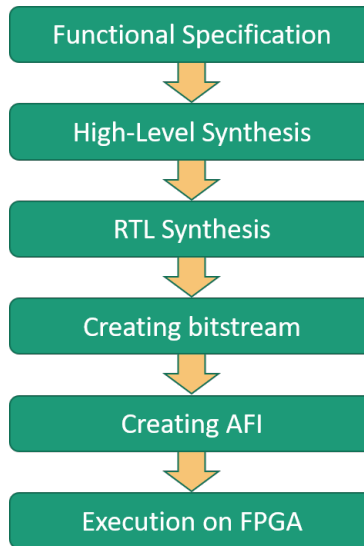 Functional Specification
High-Level Synthesis
RTL Synthesis
Creating bitstream
Creating AFI
Execution on FPGA